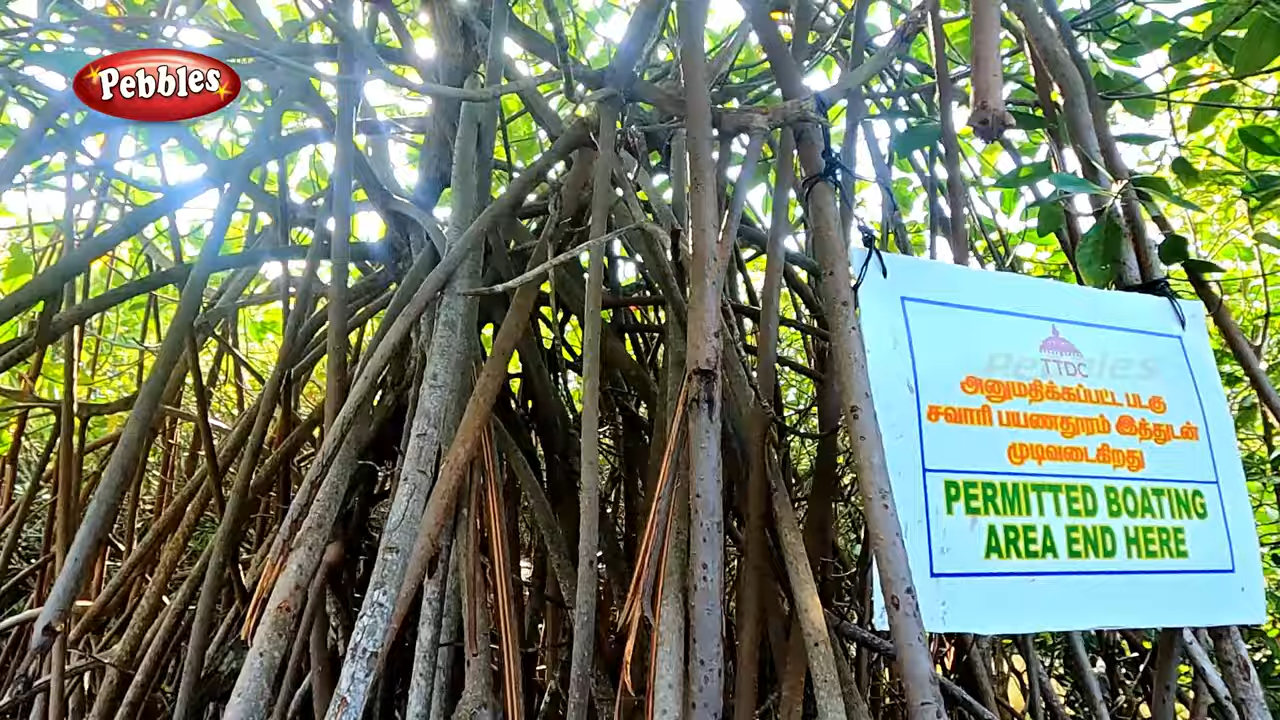 Pebbles
Pebbles
TTDC
அனுமதிக்கப்பட்ட படகு
சவாரி பயணதூரம் இத்துடன்
முடிவடைகிறது
PERMITTED BOATING
AREA END HERE